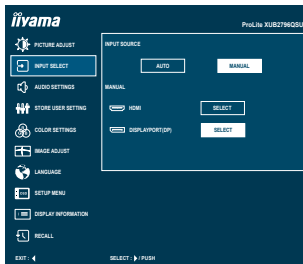 iiyama
ProLite XUB2796QSU
PICTURE ADJUST
INPUT SELECT
AUDIO SETTINGS
STORE USER SETTING
COLOR SETTINGS
IMAGE ADJUST
LANGUAGE
OSD SETUP MENU
DISPLAY INFORMATION
RECALL
INPUT SOURCE
AUTO MANUAL
MANUAL
HDMI SELECT
DISPLAYPORT(DP) SELECT
EXIT : SELECT : / PUSH